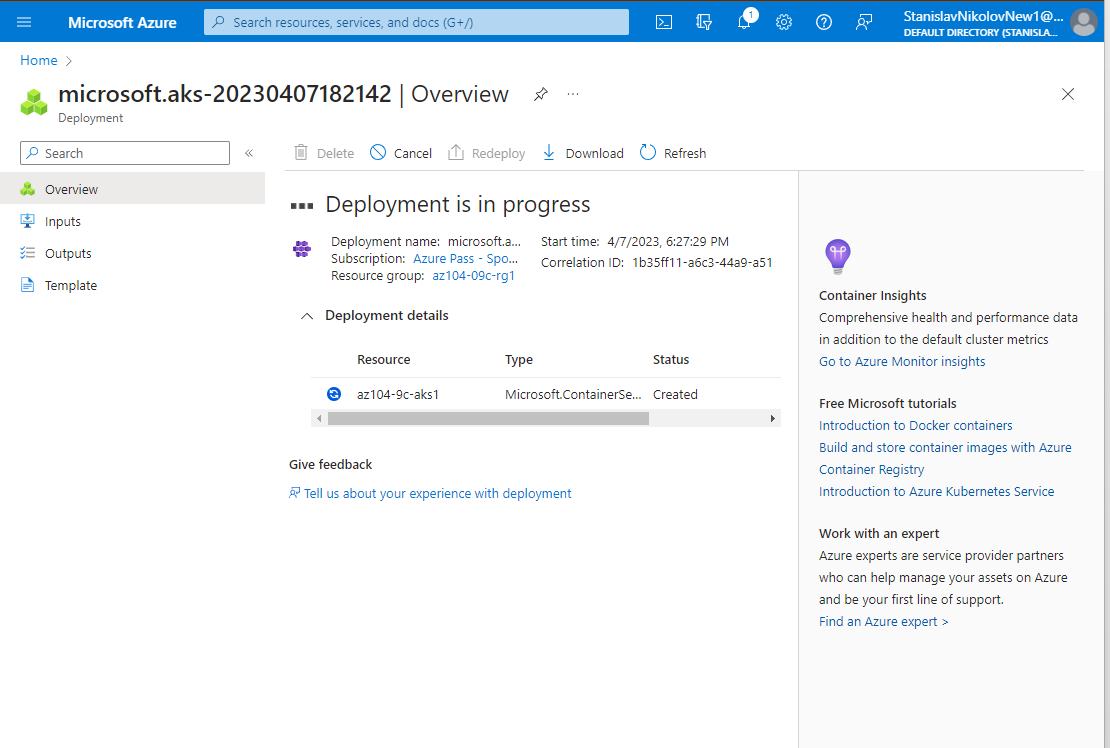 Microsoft Azure
Search resources, services, and docs (G+/)
1
StanislavNikolovNew1@...
DEFAULT DIRECTORY (STANISLA...
Home
microsoft.aks-20230407182142 | Overview
...
Deployment
Search
«
Delete
Cancel
Redeploy
Download
Refresh
Overview
Inputs
Outputs
Template
Deployment is in progress
Deployment name: microsoft.a...
Subscription: Azure Pass - Spo...
Resource group: az104-09c-rg1
Start time: 4/7/2023, 6:27:29 PM
Correlation ID: 1b35ff11-a6c3-44a9-a51
Deployment details
Resource Type Status
az104-9c-aks1 Microsoft.ContainerSe... Created
Give feedback
Tell us about your experience with deployment
Container Insights
Comprehensive health and performance data
in addition to the default cluster metrics
Go to Azure Monitor insights
Free Microsoft tutorials
Introduction to Docker containers
Build and store container images with Azure
Container Registry
Introduction to Azure Kubernetes Service
Work with an expert
Azure experts are service provider partners
who can help manage your assets on Azure
and be your first line of support.
Find an Azure expert >